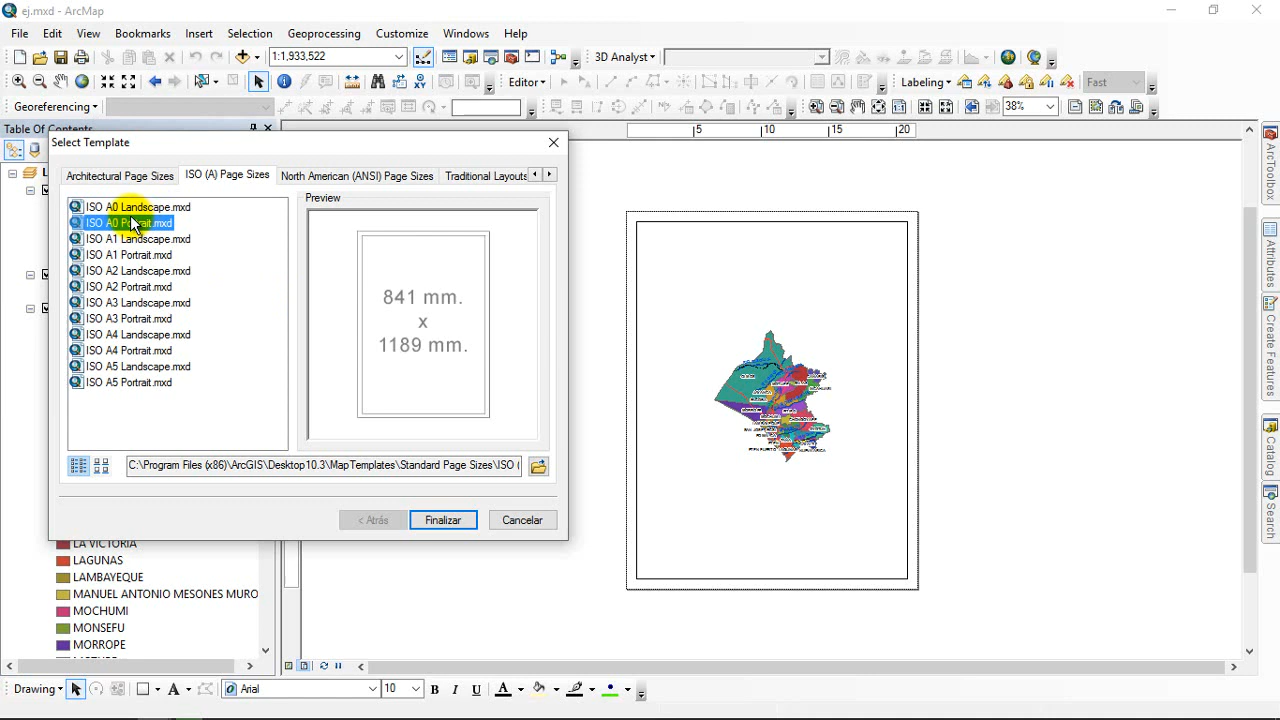 ej.mxd - ArcMap
File Edit View Bookmarks Insert Selection Geoprocessing Customize Windows Help
1:1,933,522 3D Analyst
Editor Labeling Fast
Georeferencing 38%
Table Of Contents
Select Template
Architectural Page Sizes ISO (A) Page Sizes North American (ANSI) Page Sizes Traditional Layouts
ISO A0 Landscape.mxd
ISO A0 Portrait.mxd
ISO A1 Landscape.mxd
ISO A1 Portrait.mxd
ISO A2 Landscape.mxd
ISO A2 Portrait.mxd
ISO A3 Landscape.mxd
ISO A3 Portrait.mxd
ISO A4 Landscape.mxd
ISO A4 Portrait.mxd
ISO A5 Landscape.mxd
ISO A5 Portrait.mxd
Preview
841 mm.
x
1189 mm.
C:\Program Files (x86)\ArcGIS\Desktop10.3\MapTemplates\Standard Page Sizes\ISO (
< Atrás Finalizar Cancelar
5 10 15 20
LA VICTORIA
LAGUNAS
LAMBAYEQUE
MANUEL ANTONIO MESONES MURO
MOCHUMI
MONSEFU
MORROPE
ArcToolbox
Attributes
Create Features
Catalog
Search
Drawing A Arial 10 B I U A